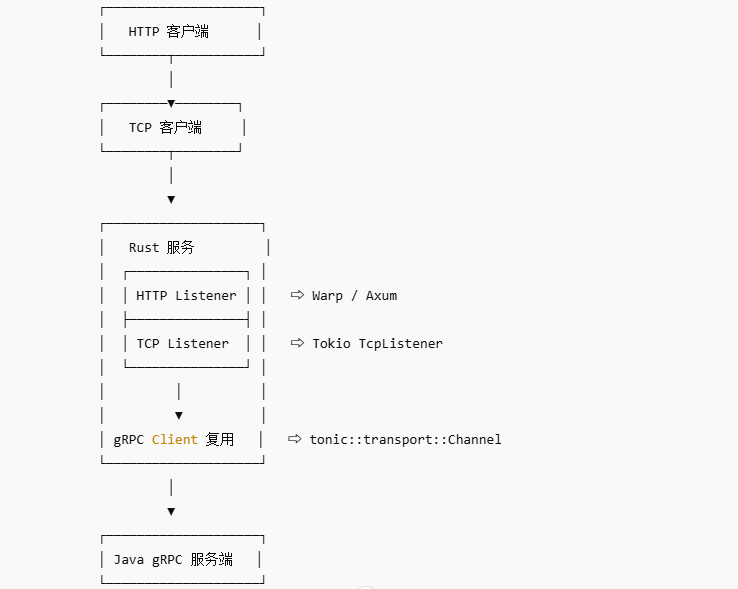 HTTP 客户端
TCP 客户端
Rust 服务
HTTP Listener ⇨ Warp / Axum
TCP Listener ⇨ Tokio TcpListener
gRPC Client 复用 ⇨ tonic::transport::Channel
Java gRPC 服务端